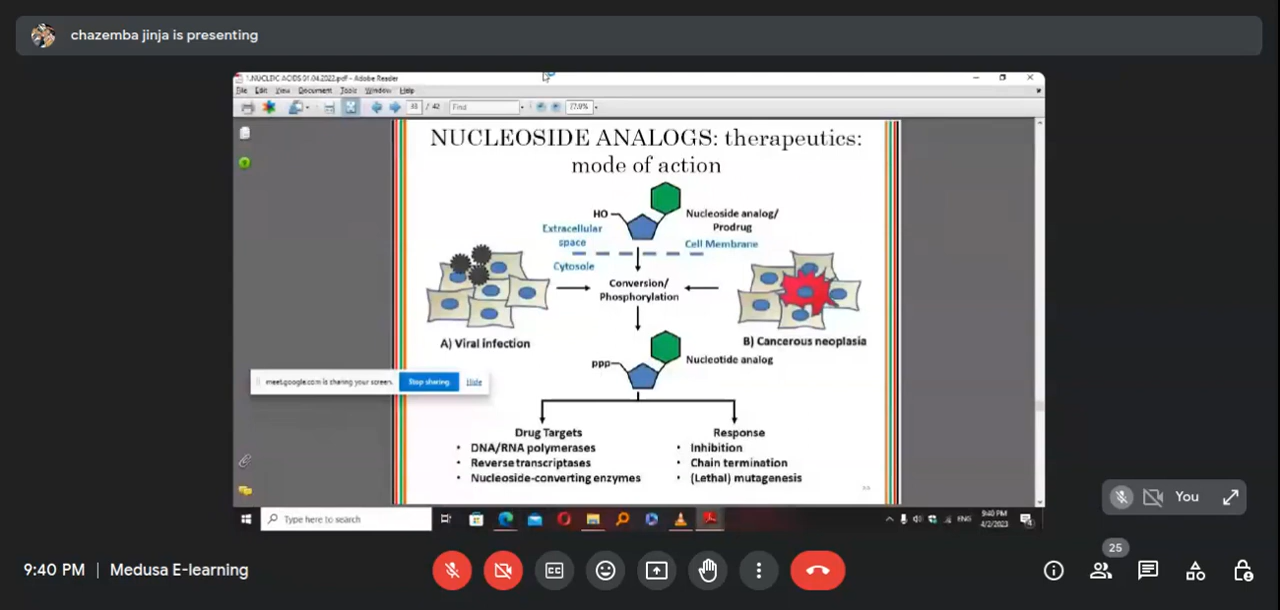 chazemba jinja is presenting
1.NUCLEIC ACIDS 01.04.2022.pdf - Adobe Reader
File Edit View Document Tools Window Help
/ 42
Find
77.9%
NUCLEOSIDE ANALOGS: therapeutics:
mode of action
HO
Nucleoside analog/
Prodrug
Extracellular
space
Cell Membrane
Cytosole
Conversion/
Phosphorylation
A) Viral infection
B) Cancerous neoplasia
PPP
Nucleotide analog
meet.google.com is sharing your screen.
Stop sharing
Hide
Drug Targets
• DNA/RNA polymerases
• Reverse transcriptases
• Nucleoside-converting enzymes
Response
• Inhibition
• Chain termination
• (Lethal) mutagenesis
You
Type here to search
ENG
9:40 PM
4/2/2023
25
9:40 PM | Medusa E-learning